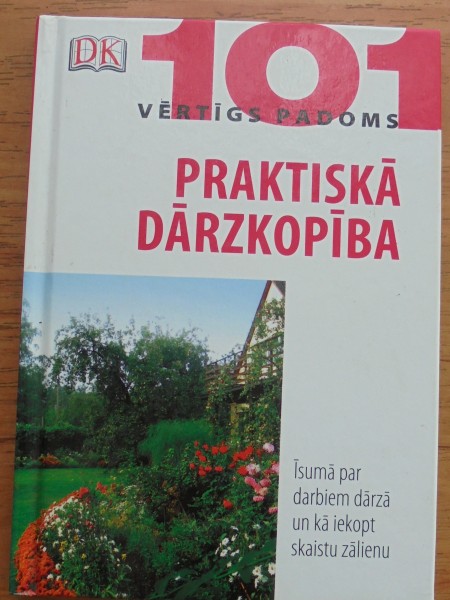 DK
101
VĒRTĪGS PADOMS
PRAKTISKĀ
DĀRZKOPĪBA
Īsumā par
darbiem dārzā
un kā iekopt
skaistu zālienu